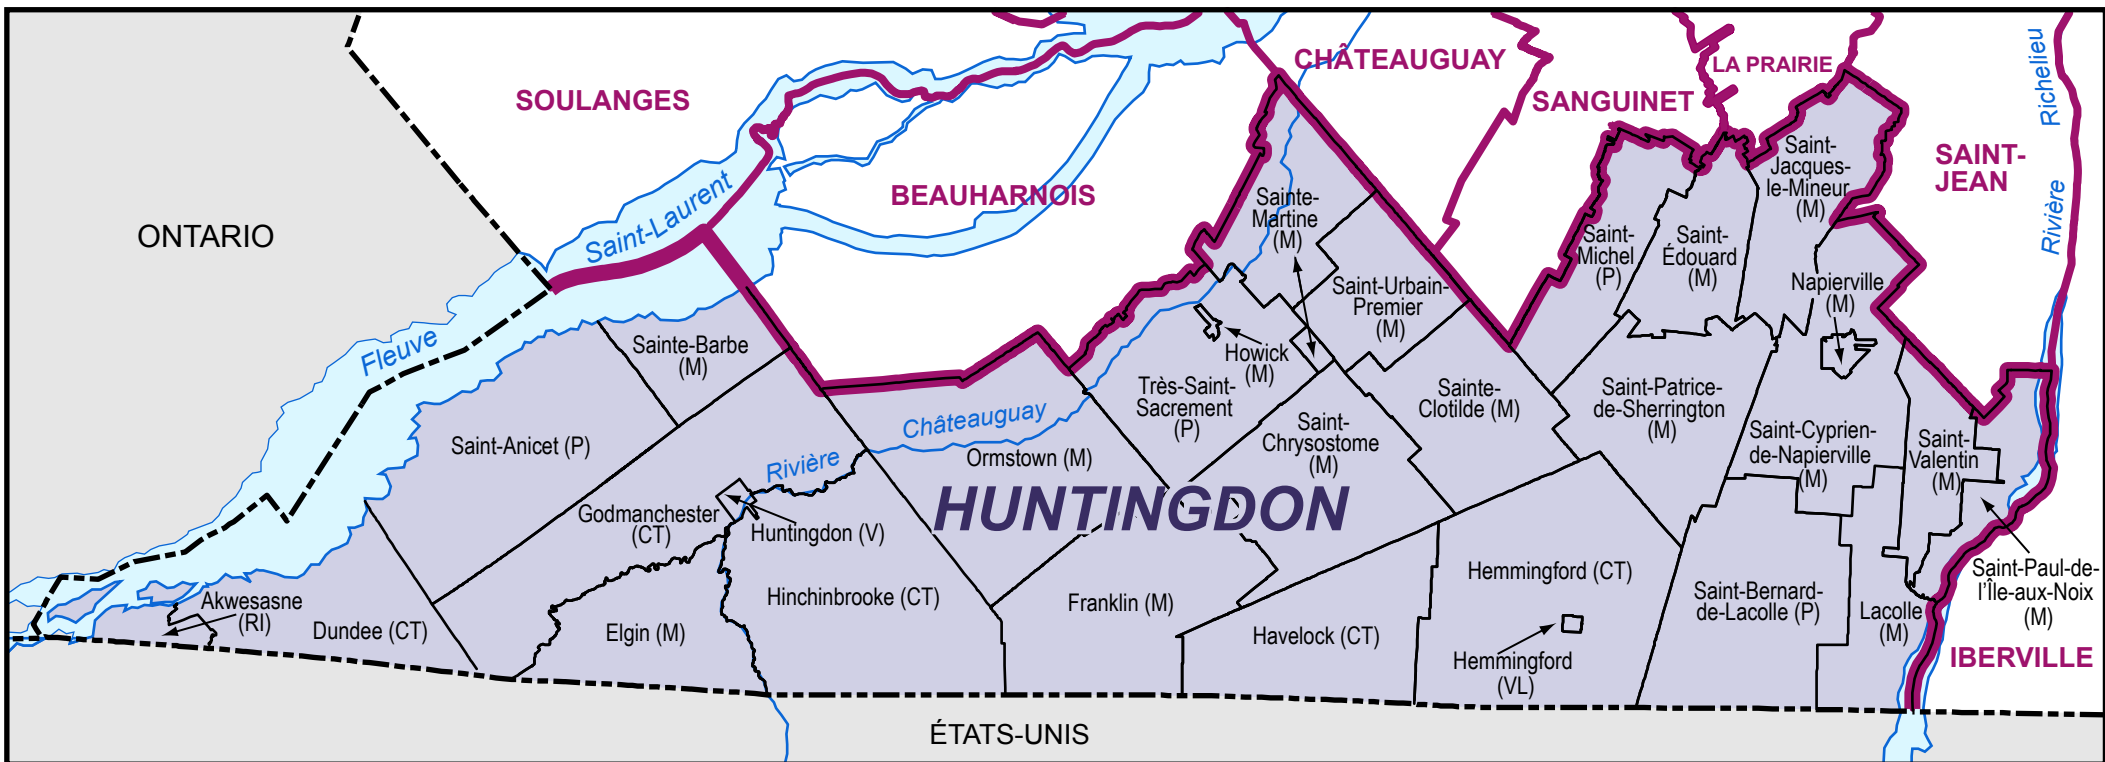 CHÂTEAUGUAY
LA PRAIRIE
SOULANGES
SANGUINET
Richelieu
Rivière
SAINT-
JEAN
BEAUHARNOIS
ONTARIO
Saint-Laurent
Fleuve
Sainte-
Martine
(M)
Saint-
Jacques-
le-Mineur
(M)
Saint-
Michel
(P)
Saint-
Édouard
(M)
Napierville
(M)
Saint-Urbain-
Premier
(M)
Sainte-Barbe
(M)
Howick
(M)
Très-Saint-
Sacrement
(P)
Sainte-
Clotilde (M)
Saint-Patrice-
de-Sherrington
(M)
Châteauguay
Rivière
Saint-Anicet (P)
Ormstown (M)
Saint-
Chrysostome
(M)
Saint-Cyprien-
de-Napierville
(M)
Saint-
Valentin
(M)
HUNTINGDON
Godmanchester
(CT)
Huntingdon (V)
Akwesasne
(RI)
Dundee (CT)
Elgin (M)
Hinchinbrooke (CT)
Franklin (M)
Havelock (CT)
Hemmingford (CT)
Hemmingford
(VL)
Saint-Bernard-
de-Lacolle (P)
Lacolle
(M)
Saint-Paul-de-
l'Île-aux-Noix
(M)
IBERVILLE
ÉTATS-UNIS